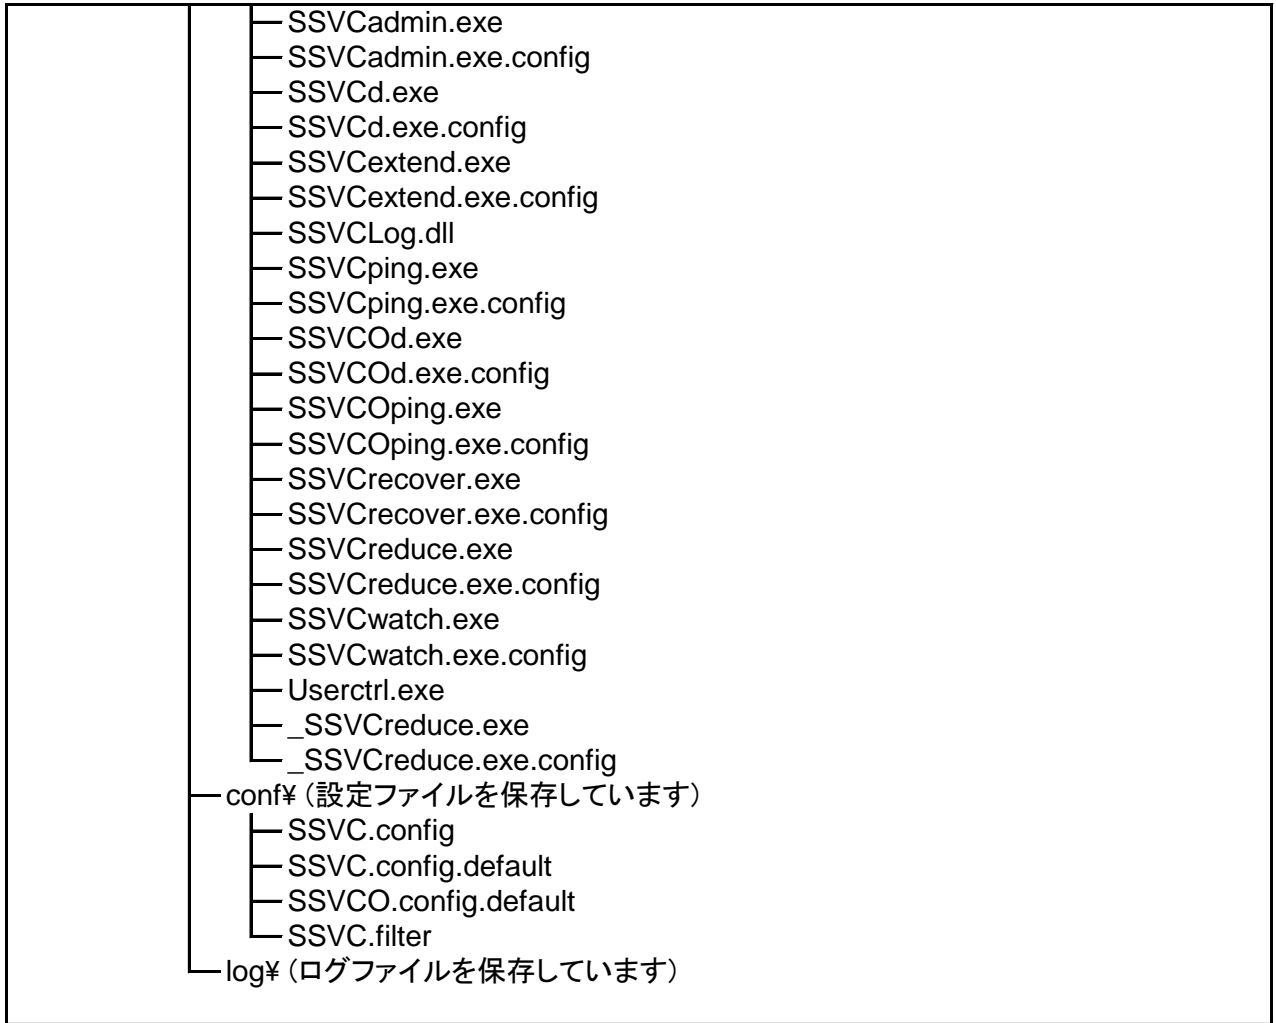 SSVCadmin.exe
SSVCadmin.exe.config
SSVCd.exe
SSVCd.exe.config
SSVCextend.exe
SSVCextend.exe.config
SSVCLog.dll
SSVCping.exe
SSVCping.exe.config
SSVCOd.exe
SSVCOd.exe.config
SSVCOping.exe
SSVCOping.exe.config
SSVCrecover.exe
SSVCrecover.exe.config
SSVCreduce.exe
SSVCreduce.exe.config
SSVCwatch.exe
SSVCwatch.exe.config
Userctrl.exe
_SSVCreduce.exe
_SSVCreduce.exe.config
conf¥ (設定ファイルを保存しています)
SSVC.config
SSVC.config.default
SSVCO.config.default
SSVC.filter
log¥ (ログファイルを保存しています)